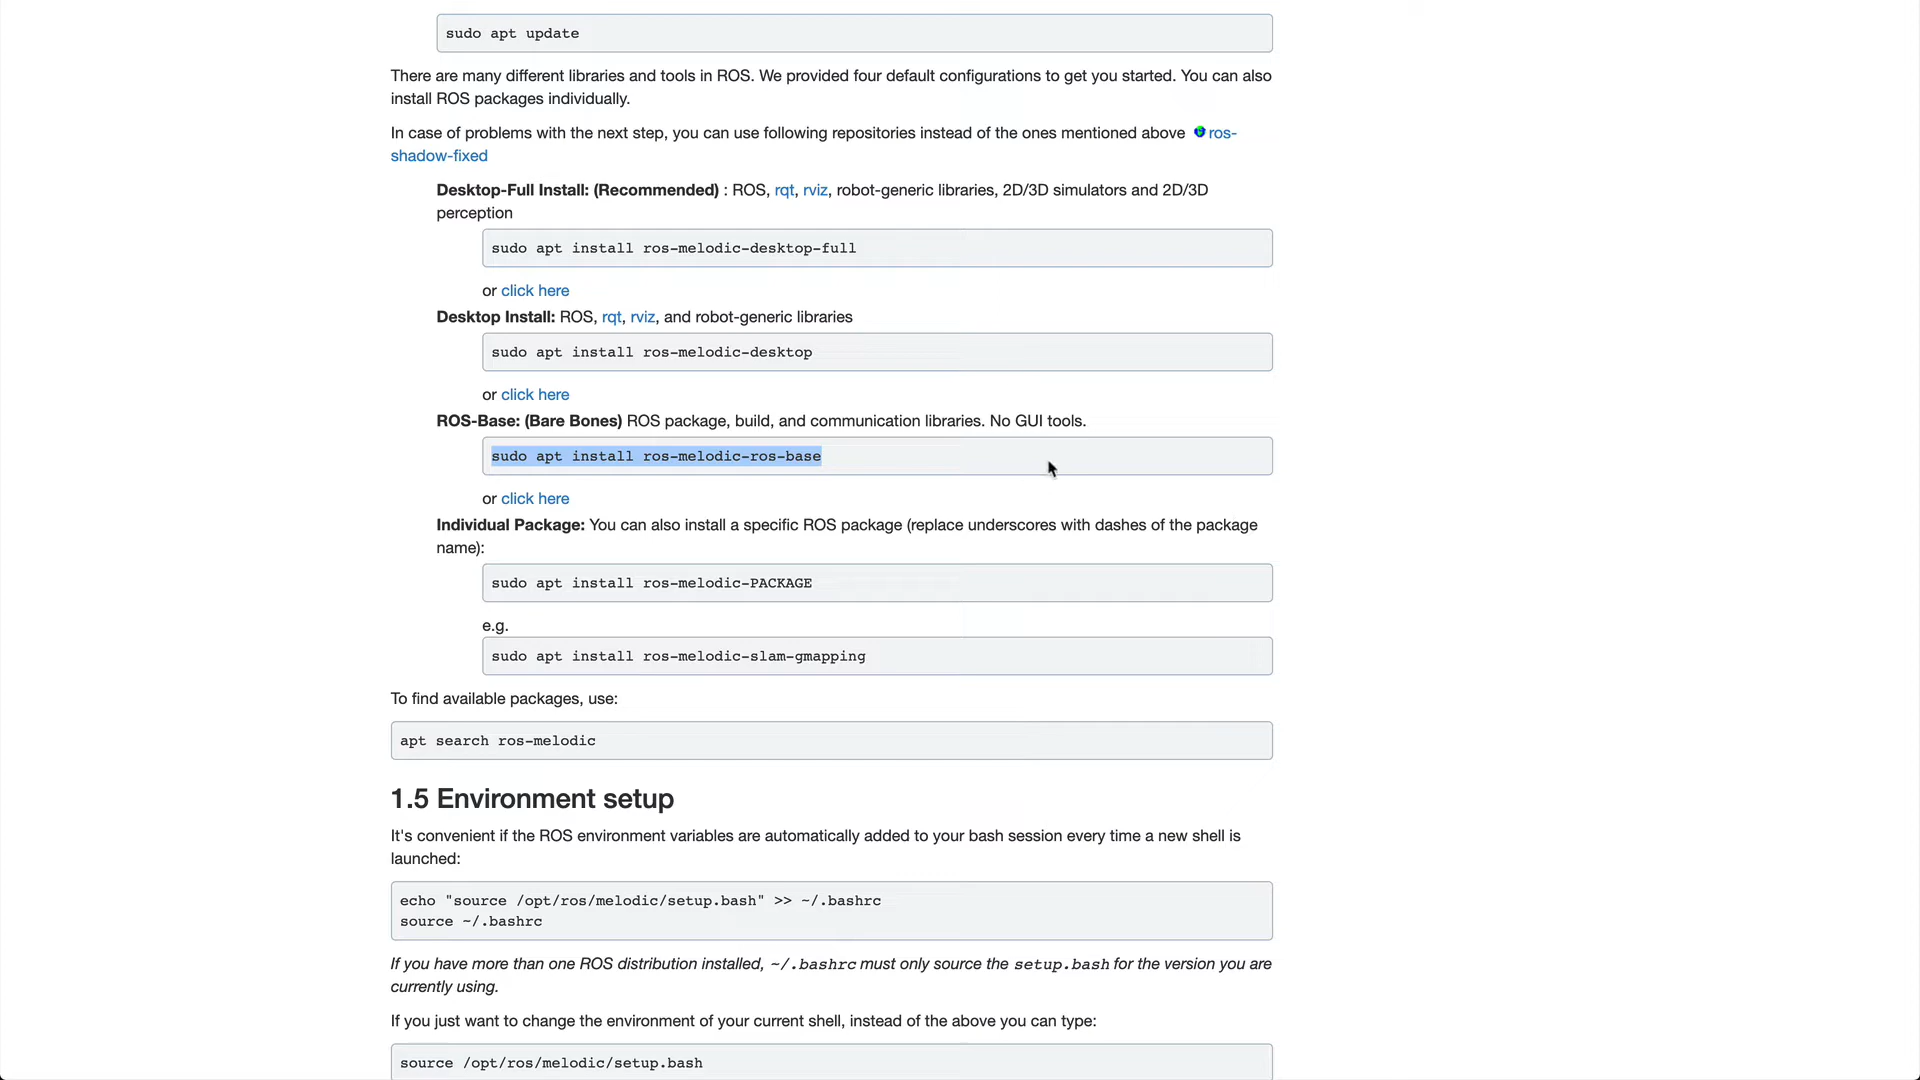 sudo apt update
There are many different libraries and tools in ROS. We provided four default configurations to get you started. You can also
install ROS packages individually.
In case of problems with the next step, you can use following repositories instead of the ones mentioned above ros-
shadow-fixed
Desktop-Full Install: (Recommended) : ROS, rqt, rviz, robot-generic libraries, 2D/3D simulators and 2D/3D
perception
sudo apt install ros-melodic-desktop-full
or click here
Desktop Install: ROS, rqt, rviz, and robot-generic libraries
sudo apt install ros-melodic-desktop
or click here
ROS-Base: (Bare Bones) ROS package, build, and communication libraries. No GUI tools.
sudo apt install ros-melodic-ros-base
or click here
Individual Package: You can also install a specific ROS package (replace underscores with dashes of the package
name):
sudo apt install ros-melodic-PACKAGE
e.g.
sudo apt install ros-melodic-slam-gmapping
To find available packages, use:
apt search ros-melodic
1.5 Environment setup
It's convenient if the ROS environment variables are automatically added to your bash session every time a new shell is
launched:
echo "source /opt/ros/melodic/setup.bash" >> ~/.bashrc
source ~/.bashrc
If you have more than one ROS distribution installed, ~/.bashrc must only source the setup.bash for the version you are
currently using.
If you just want to change the environment of your current shell, instead of the above you can type:
source /opt/ros/melodic/setup.bash